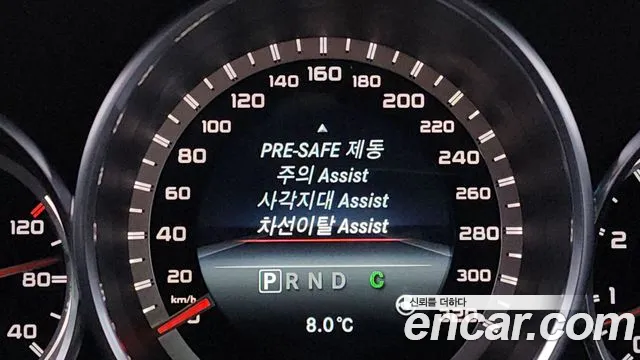 160
140 180
120 200
100 220
80 240
60 260
40 280
20 300
km/h
PRE-SAFE 제동
주의 Assist
사각지대 Assist
차선이탈 Assist
P R N D C
8.0 °C
120
80
40
2
1
신뢰를 더하다
encar.com